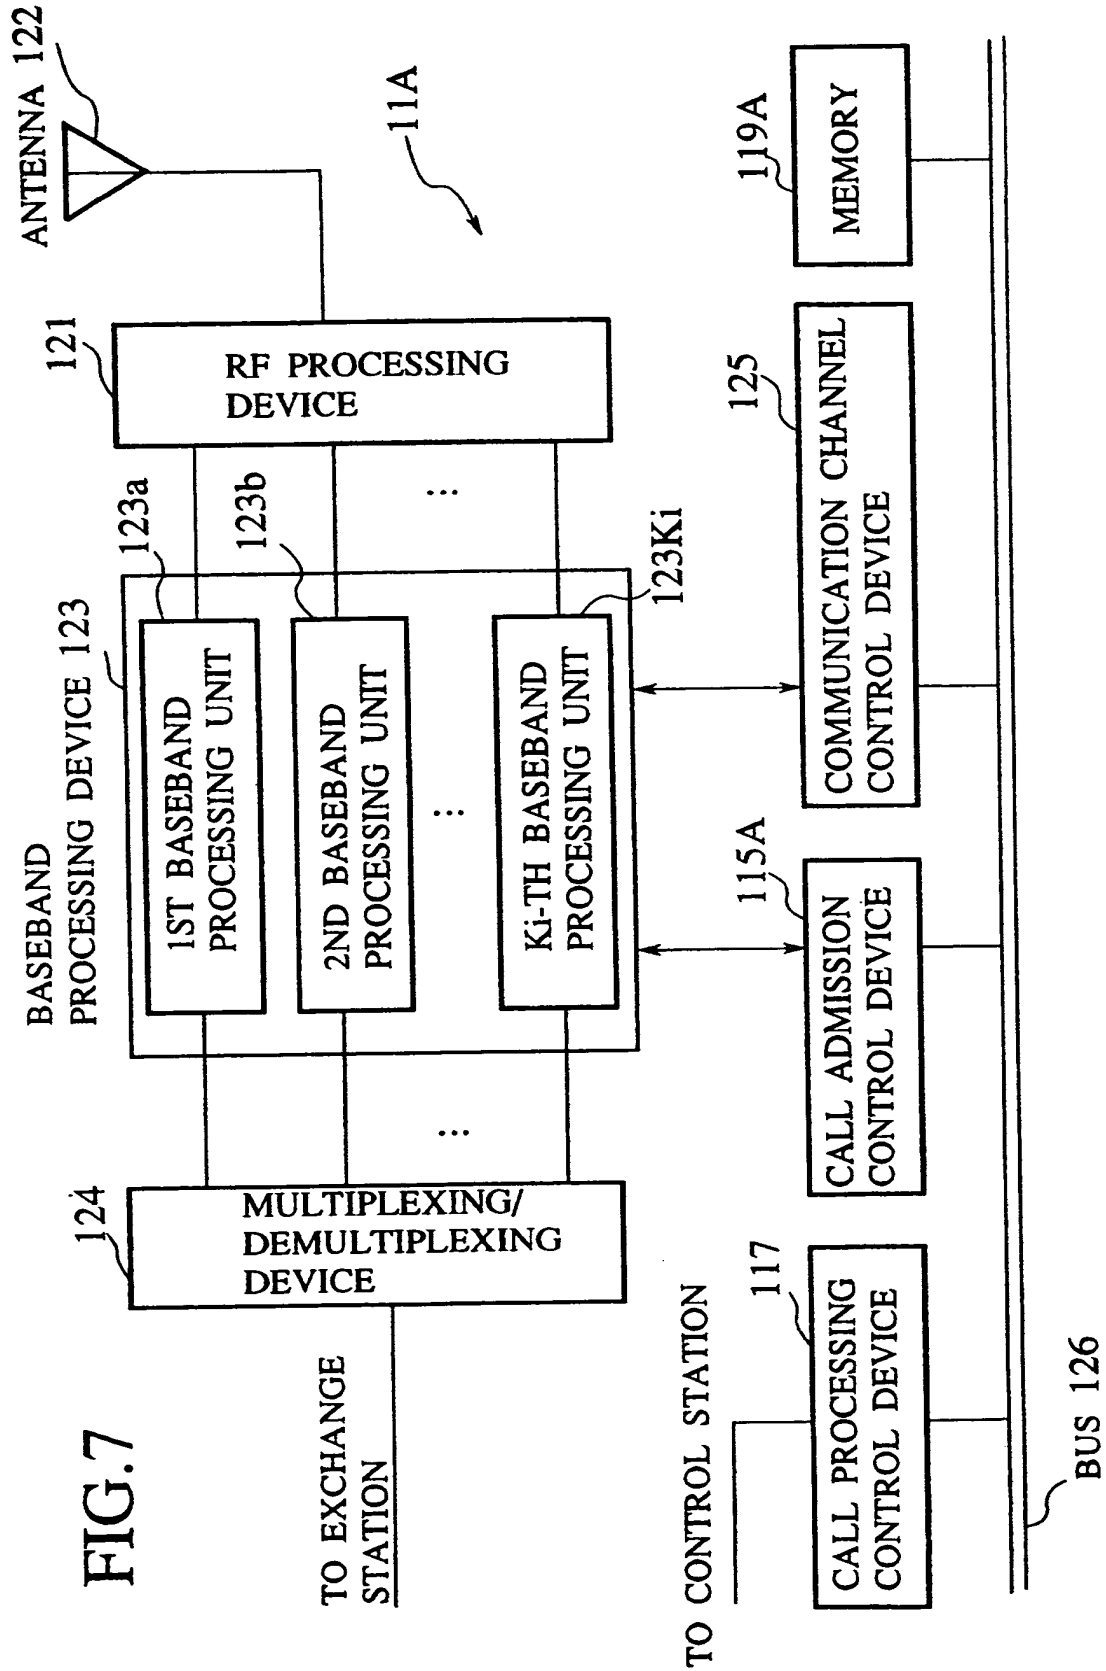 FIG.7
BASEBAND
PROCESSING DEVICE 123
121
ANTENNA 122
124
123a
123b
123Ki
11A
MULTIPLEXING/
DEMULTIPLEXING
DEVICE
1ST BASEBAND
PROCESSING UNIT
2ND BASEBAND
PROCESSING UNIT
...
Ki-TH BASEBAND
PROCESSING UNIT
...
...
RF PROCESSING
DEVICE
TO EXCHANGE
STATION
TO CONTROL STATION
117
CALL PROCESSING
CONTROL DEVICE
115A
CALL ADMISSION
CONTROL DEVICE
125
COMMUNICATION CHANNEL
CONTROL DEVICE
119A
MEMORY
BUS 126